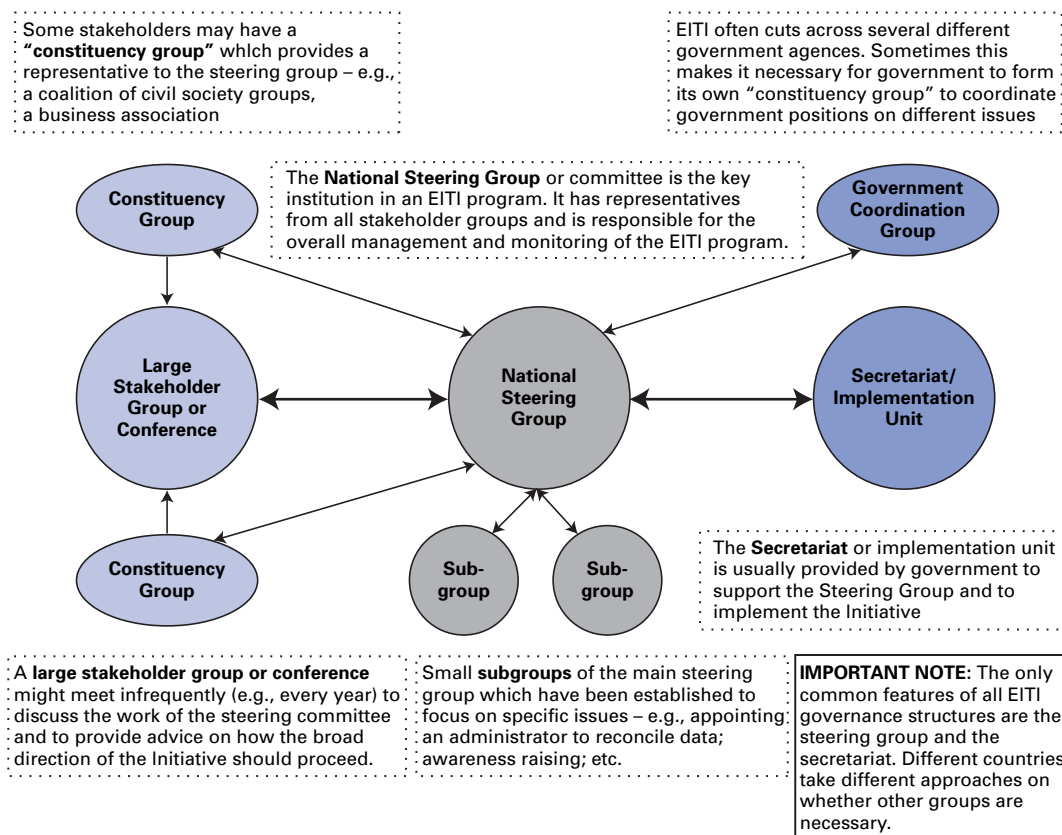 Some stakeholders may have a
“constituency group” whlch provides a
representative to the steering group – e.g.,
a coalition of civil society groups,
a business association
EITI often cuts across several different
government agences. Sometimes this
makes it necessary for government to form
its own “constituency group” to coordinate
government positions on different issues
Constituency
Group
The National Steering Group or committee is the key
institution in an EITI program. It has representatives
from all stakeholder groups and is responsible for the
overall management and monitoring of the EITI program.
Government
Coordination
Group
Large
Stakeholder
Group or
Conference
National
Steering
Group
Secretariat/
Implementation
Unit
Constituency
Group
Sub-
group
Sub-
group
The Secretariat or implementation unit
is usually provided by government to
support the Steering Group and to
implement the Initiative
A large stakeholder group or conference
might meet infrequently (e.g., every year) to
discuss the work of the steering committee
and to provide advice on how the broad
direction of the Initiative should proceed.
Small subgroups of the main steering
group which have been established to
focus on specific issues – e.g., appointing
an administrator to reconcile data;
awareness raising; etc.
IMPORTANT NOTE: The only
common features of all EITI
governance structures are the
steering group and the
secretariat. Different countries
take different approaches on
whether other groups are
necessary.